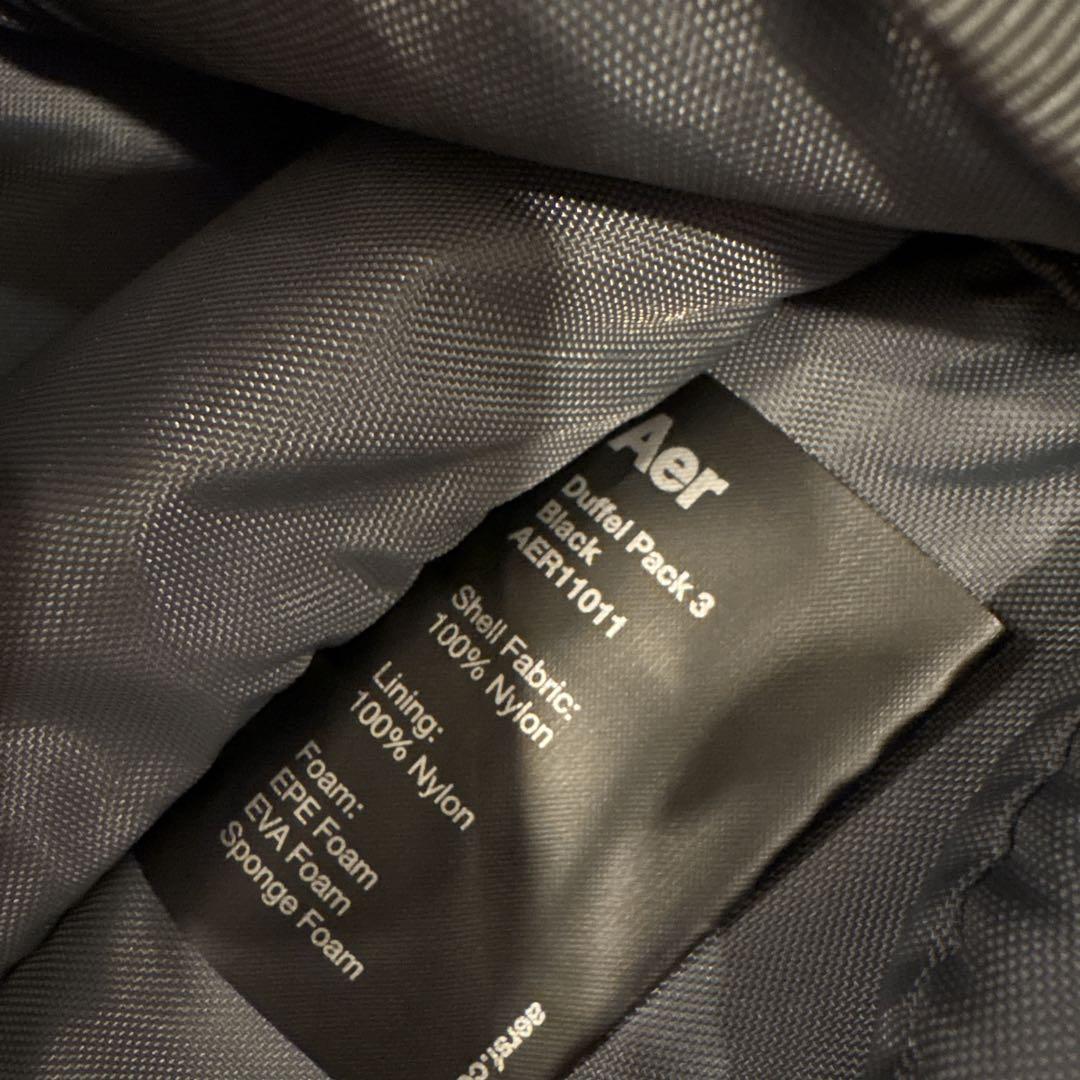 Aer
Duffel Pack 3
Black
AER11011
Shell Fabric:
100% Nylon
Lining:
100% Nylon
Foam:
EPE Foam
EVA Foam
Sponge Foam
aersf.c